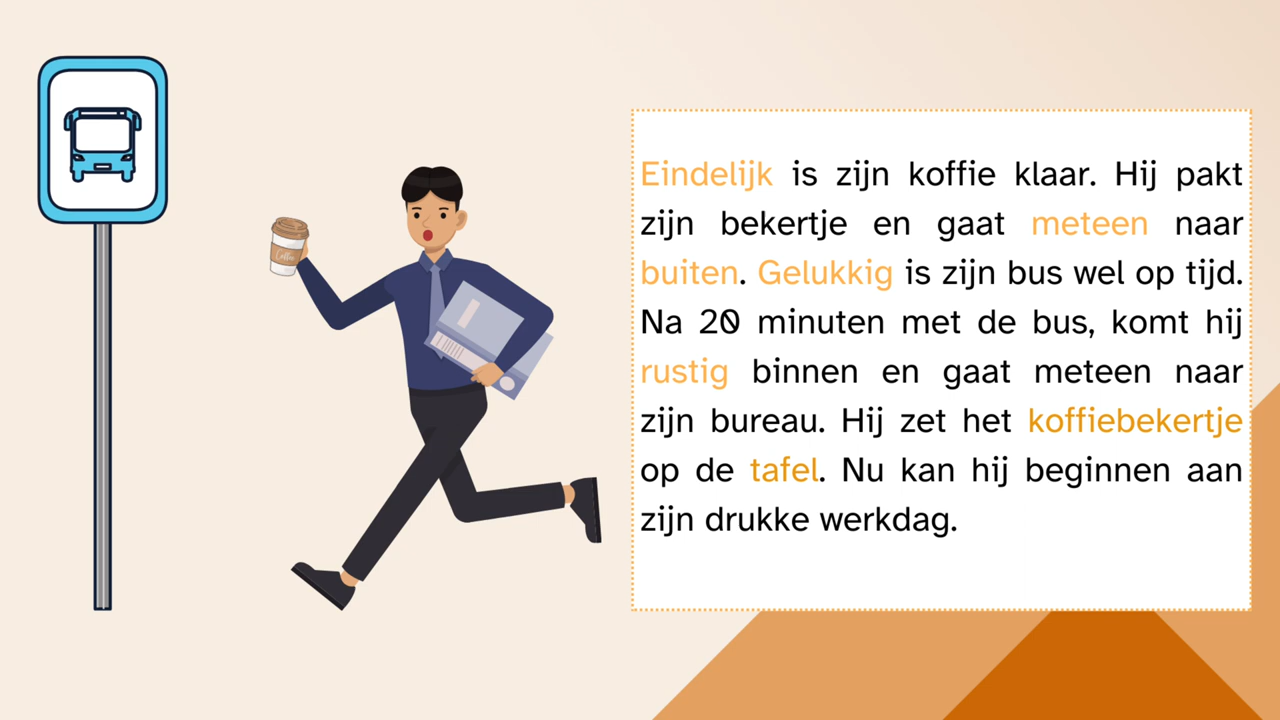 Eindelijk is zijn koffie klaar. Hij pakt
zijn bekertje en gaat meteen naar
buiten. Gelukkig is zijn bus wel op tijd.
Na 20 minuten met de bus, komt hij
rustig binnen en gaat meteen naar
zijn bureau. Hij zet het koffiebekertje
op de tafel. Nu kan hij beginnen aan
zijn drukke werkdag.
Coffee